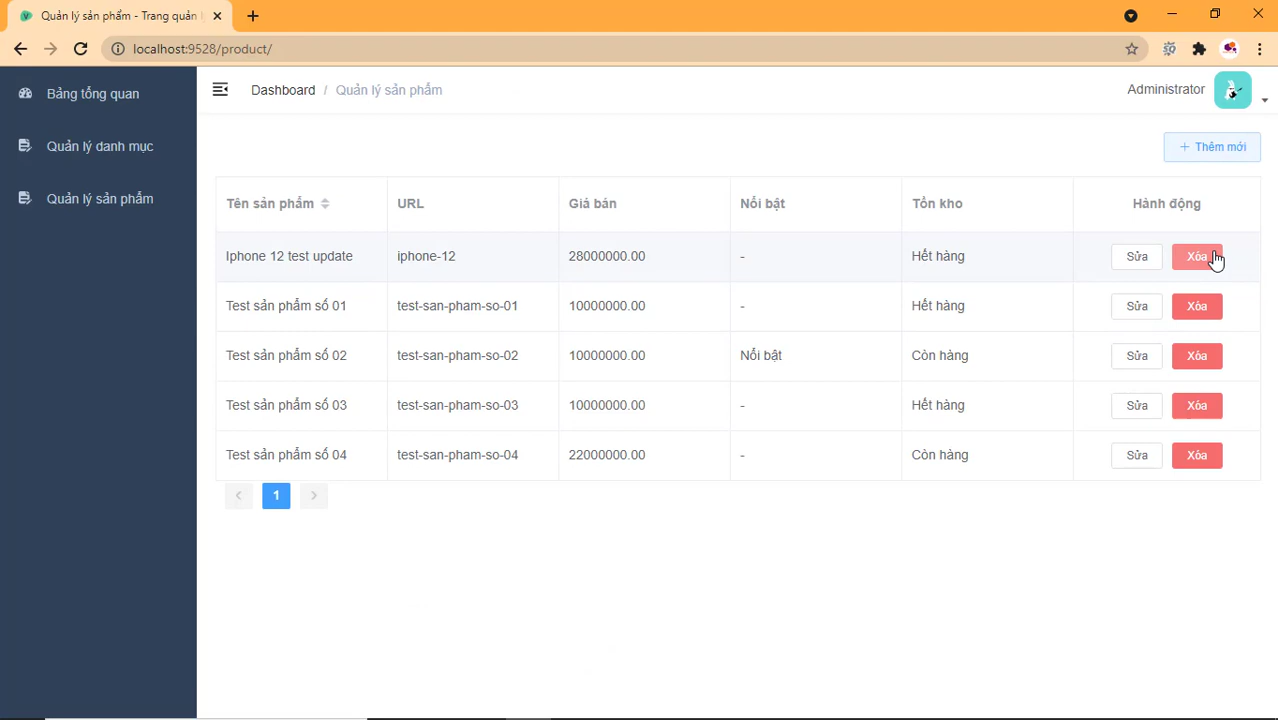 Quản lý sản phẩm - Trang quản l
localhost:9528/product/
Bảng tổng quan
Quản lý danh mục
Quản lý sản phẩm
Dashboard / Quản lý sản phẩm
Administrator
+ Thêm mới
Tên sản phẩm URL Giá bán Nổi bật Tồn kho Hành động
Iphone 12 test update iphone-12 28000000.00 - Hết hàng Sửa Xóa
Test sản phẩm số 01 test-san-pham-so-01 10000000.00 - Hết hàng Sửa Xóa
Test sản phẩm số 02 test-san-pham-so-02 10000000.00 Nổi bật Còn hàng Sửa Xóa
Test sản phẩm số 03 test-san-pham-so-03 10000000.00 - Hết hàng Sửa Xóa
Test sản phẩm số 04 test-san-pham-so-04 22000000.00 - Còn hàng Sửa Xóa
1